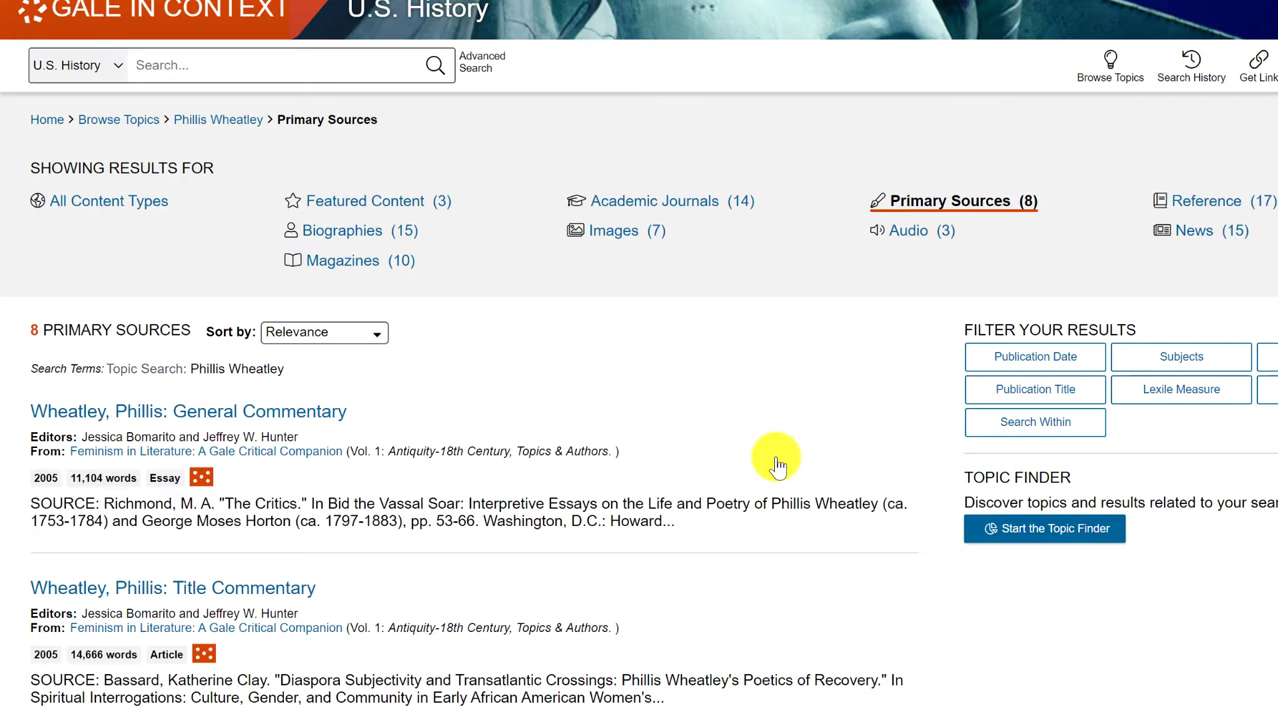 GALE IN CONTEXT U.S. History
U.S. History Search... Advanced Search
Browse Topics Search History Get Link
Home > Browse Topics > Phillis Wheatley > Primary Sources
SHOWING RESULTS FOR
All Content Types Featured Content (3) Academic Journals (14) Primary Sources (8) Reference (17)
Biographies (15) Images (7) Audio (3) News (15)
Magazines (10)
8 PRIMARY SOURCES Sort by: Relevance
Search Terms: Topic Search: Phillis Wheatley
Wheatley, Phillis: General Commentary
Editors: Jessica Bomarito and Jeffrey W. Hunter
From: Feminism in Literature: A Gale Critical Companion (Vol. 1: Antiquity-18th Century, Topics & Authors. )
2005 11,104 words Essay
SOURCE: Richmond, M. A. "The Critics." In Bid the Vassal Soar: Interpretive Essays on the Life and Poetry of Phillis Wheatley (ca.
1753-1784) and George Moses Horton (ca. 1797-1883), pp. 53-66. Washington, D.C.: Howard...
Wheatley, Phillis: Title Commentary
Editors: Jessica Bomarito and Jeffrey W. Hunter
From: Feminism in Literature: A Gale Critical Companion (Vol. 1: Antiquity-18th Century, Topics & Authors. )
2005 14,666 words Article
SOURCE: Bassard, Katherine Clay. "Diaspora Subjectivity and Transatlantic Crossings: Phillis Wheatley's Poetics of Recovery." In
Spiritual Interrogations: Culture, Gender, and Community in Early African American Women's...
FILTER YOUR RESULTS
Publication Date Subjects
Publication Title Lexile Measure
Search Within
TOPIC FINDER
Discover topics and results related to your sear
Start the Topic Finder